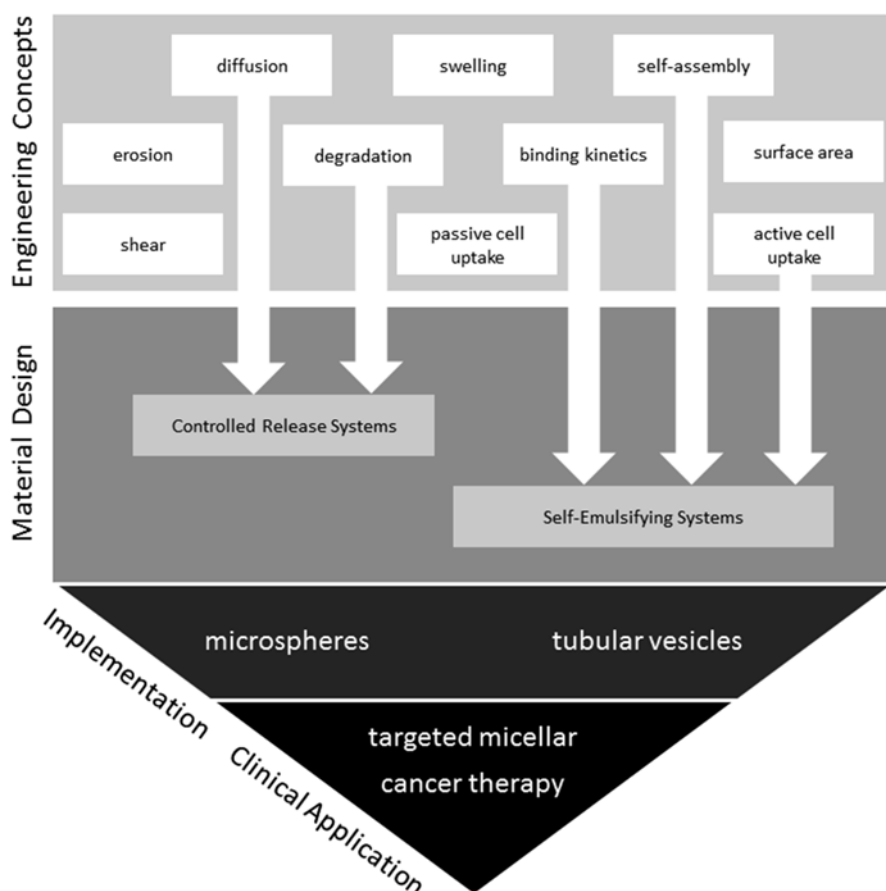 Engineering Concepts
diffusion
swelling
self-assembly
erosion
degradation
binding kinetics
surface area
shear
passive cell
uptake
active cell
uptake
Material Design
Controlled Release Systems
Self-Emulsifying Systems
Implementation
microspheres
tubular vesicles
Clinical Application
targeted micellar
cancer therapy